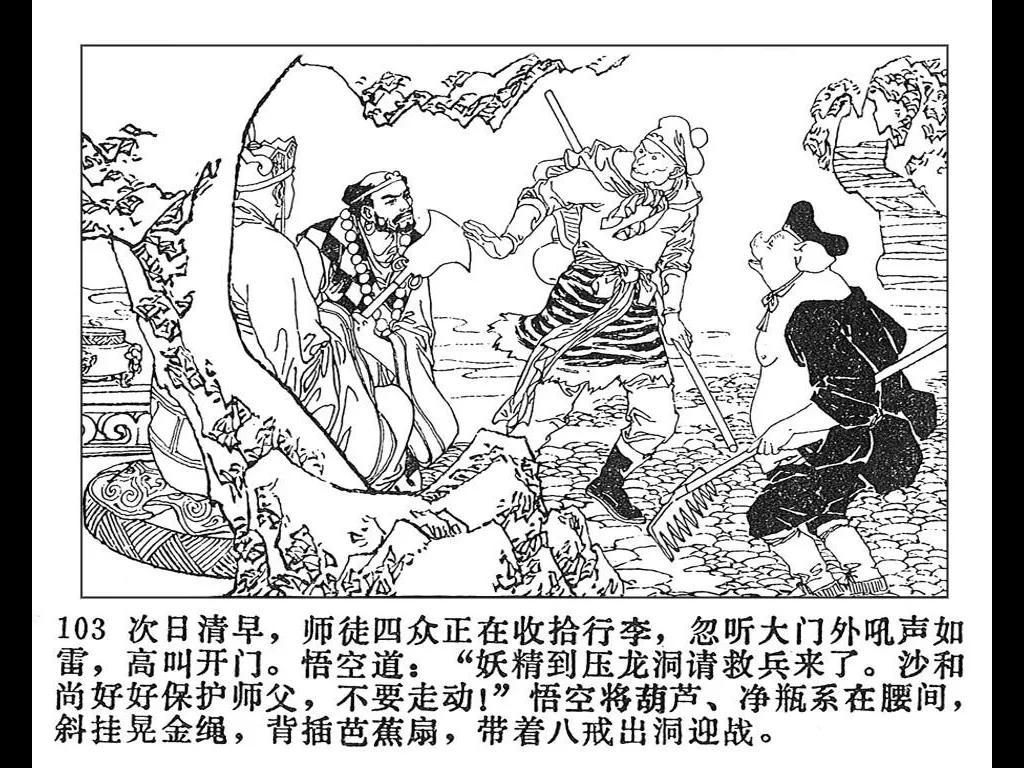 103 次日清早，师徒四众正在收拾行李，忽听大门外吼声如
雷，高叫开门。悟空道：“妖精到压龙洞请救兵来了。沙和
尚好好保护师父，不要走动！”悟空将葫芦、净瓶系在腰间，
斜挂晃金绳，背插芭蕉扇，带着八戒出洞迎战。